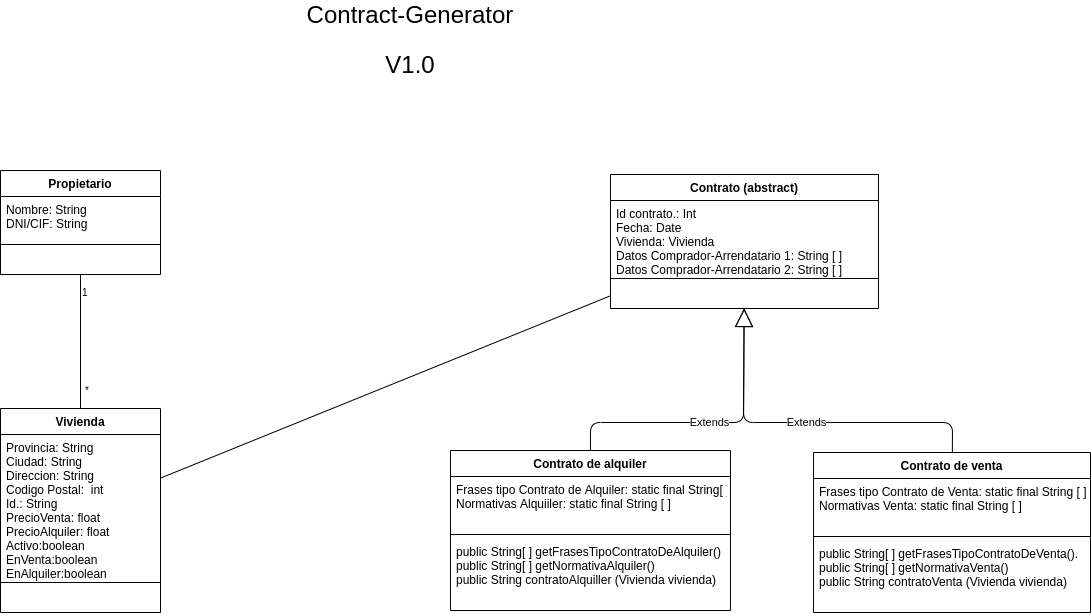 Contract-Generator
V1.0
Propietario
Nombre: String
DNI/CIF: String
1
*
Vivienda
Provincia: String
Ciudad: String
Direccion: String
Codigo Postal:  int
Id.: String
PrecioVenta: float
PrecioAlquiler: float
Activo:boolean
EnVenta:boolean
EnAlquiler:boolean
Contrato (abstract)
Id contrato.: Int
Fecha: Date
Vivienda: Vivienda
Datos Comprador-Arrendatario 1: String [ ]
Datos Comprador-Arrendatario 2: String [ ]
Extends
Extends
Contrato de alquiler
Frases tipo Contrato de Alquiler: static final String[ ]
Normativas Alquiiler: static final String [ ]
public String[ ] getFrasesTipoContratoDeAlquiler()
public String[ ] getNormativaAlquiler()
public String contratoAlquiller (Vivienda vivienda)
Contrato de venta
Frases tipo Contrato de Venta: static final String [ ]
Normativas Venta: static final String [ ]
public String[ ] getFrasesTipoContratoDeVenta().
public String[ ] getNormativaVenta()
public String contratoVenta (Vivienda vivienda)